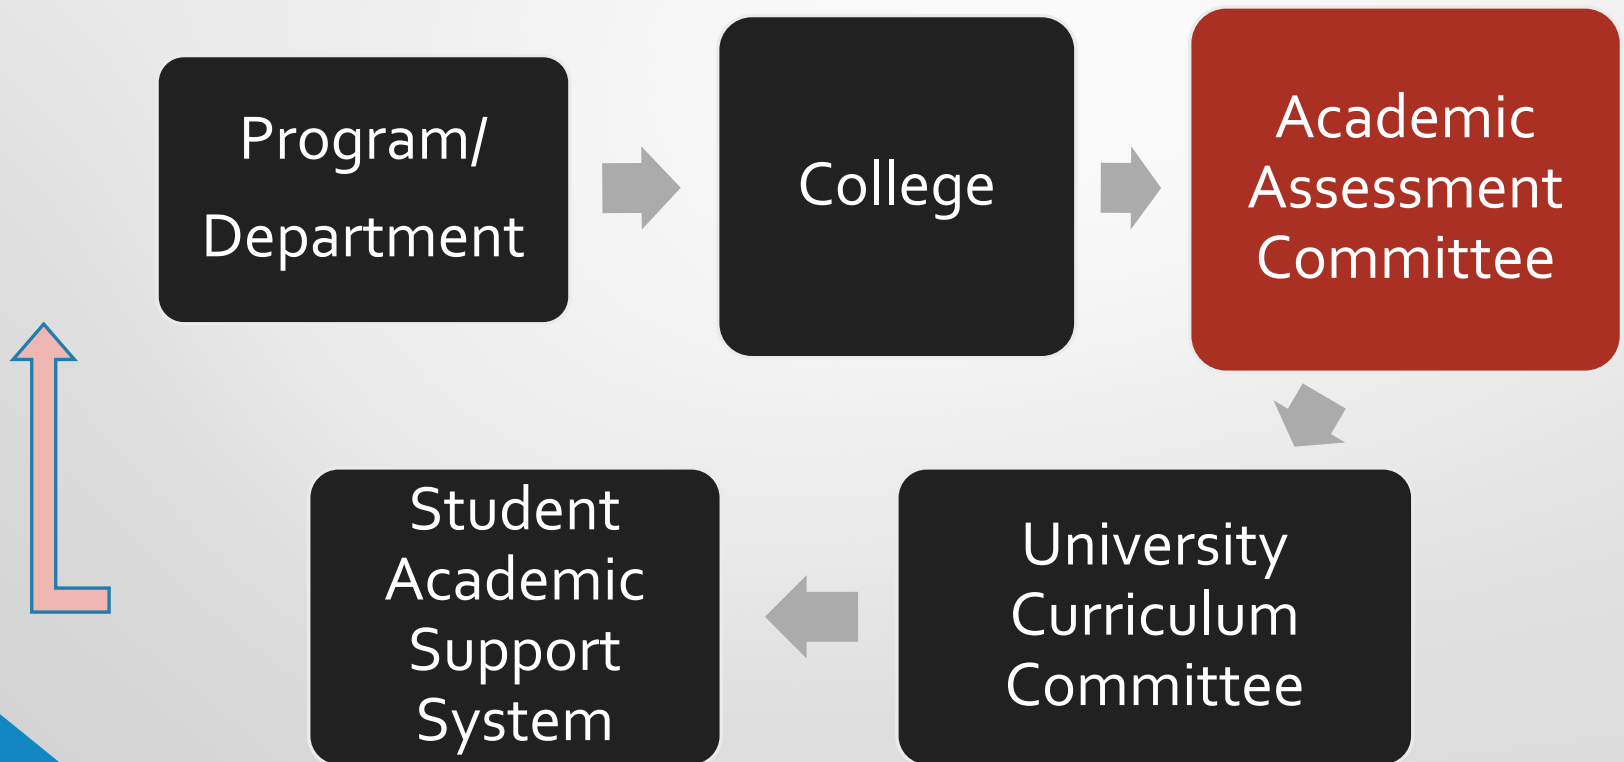 Program/
Department
College
Academic
Assessment
Committee
Student
Academic
Support
System
University
Curriculum
Committee